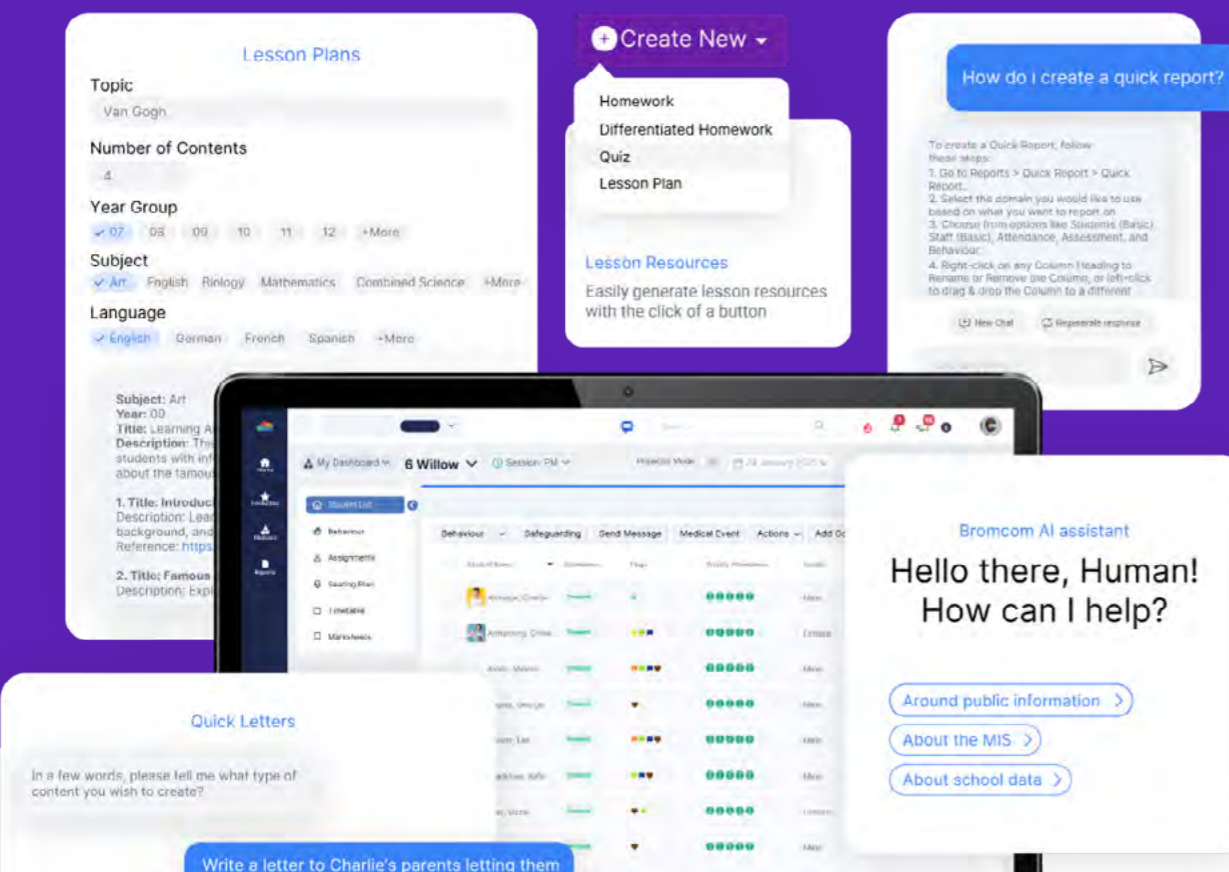 Lesson Plans
Topic
Van Gogh
Number of Contents
4
Year Group
07 08 09 10 11 12 +More
Subject
Art English Biology Mathematics Combined Science +More
Language
English German French Spanish +More
Subject: Art
Year: 09
Title: Learning A
Description: The
students with inf
about the famou
1. Title: Introduc
Description: Lear
background, and
Reference: https:
2. Title: Famous
Description: Expl
Create New
Homework
Differentiated Homework
Quiz
Lesson Plan
Lesson Resources
Easily generate lesson resources
with the click of a button
How do i create a quick report?
To create a Quick Report, follow
these steps:
1. Go to Reports > Quick Report > Quick
Report.
2. Select the domain you would like to use
based on what you want to report on
3. Choose from options like Students (Basic),
Staff (Basic), Attendance, Assessment, and
Behaviour.
4. Right-click on any Column Heading to
Rename or Remove the Column, or left-click
to drag & drop the Column to a different
New Chat Regenerate response
My Dashboard 6 Willow Session: PM
Student List
Behaviour
Assignments
Seating Plan
Timetable
Marksheets
Behaviour Safeguarding Send Message Medical Event Actions Add
Bromcom AI assistant
Hello there, Human!
How can I help?
Around public information >
About the MIS >
About school data >
Quick Letters
In a few words, please tell me what type of
content you wish to create?
Write a letter to Charlie's parents letting them